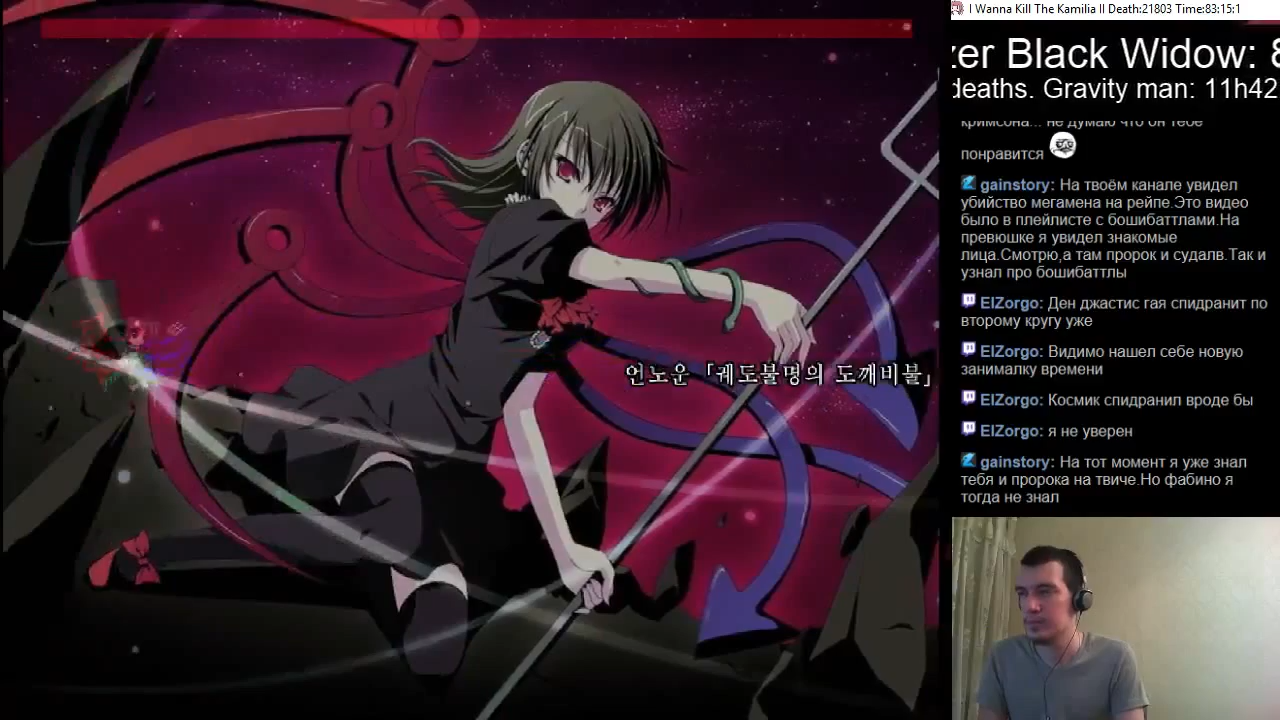 I Wanna Kill The Kamilia II Death:21803 Time:83:15:1
zer Black Widow: 8
deaths. Gravity man: 11h42
кримсона... не думаю что он тебе
понравится
gainstory: На твоём канале увидел
убийство мегамена на рейпе.Это видео
было в плейлисте с бошибаттлами.На
превюшке я увидел знакомые
лица.Смотрю,а там пророк и судалв.Так и
узнал про бошибаттлы
ElZorgo: Ден джастис гая спидранит по
второму кругу уже
ElZorgo: Видимо нашел себе новую
занималку времени
ElZorgo: Космик спидранил вроде бы
ElZorgo: я не уверен
gainstory: На тот момент я уже знал
тебя и пророка на твиче.Но фабино я
тогда не знал
언노운「궤도불명의 도깨비불」